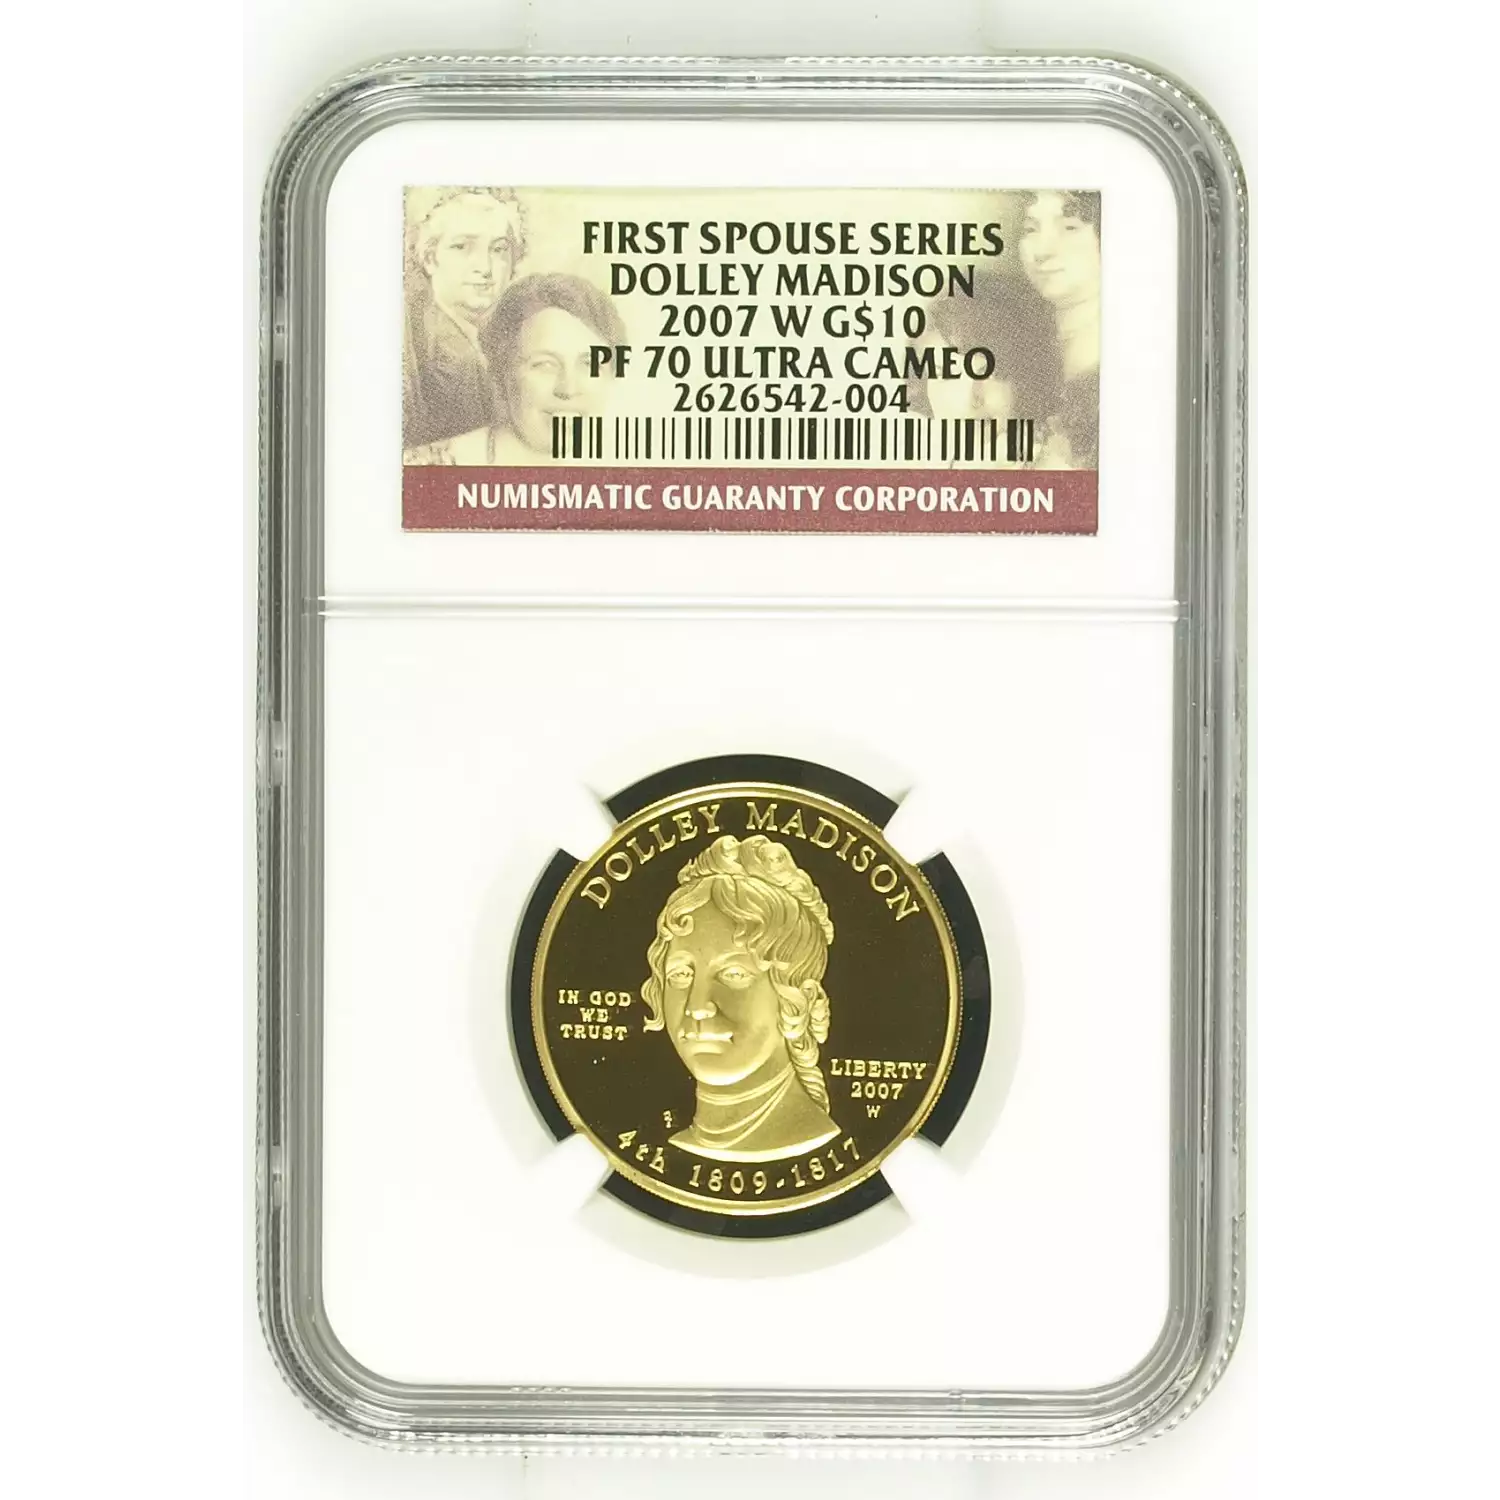 FIRST SPOUSE SERIES
DOLLEY MADISON
2007 W G$10
PF 70 ULTRA CAMEO
2626542-004
NUMISMATIC GUARANTY CORPORATION
DOLLEY MADISON
IN GOD
WE
TRUST
LIBERTY
2007
W
4th 1809-1817